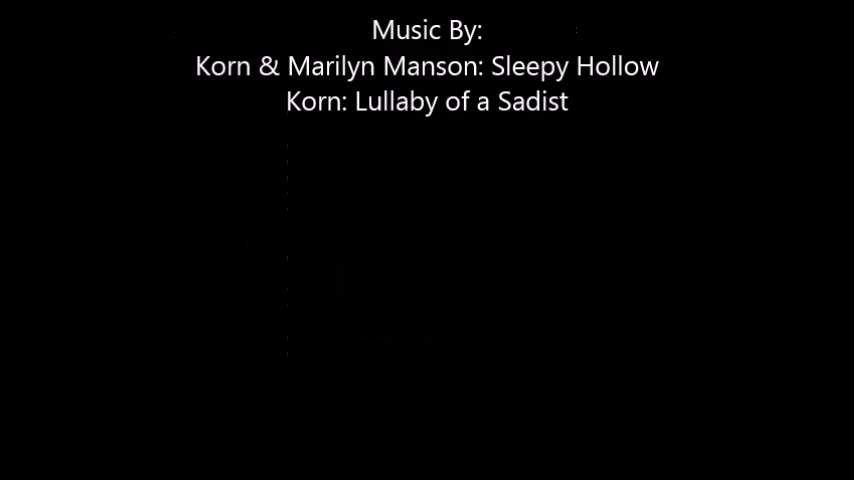 Music By:
Korn & Marilyn Manson: Sleepy Hollow
Korn: Lullaby of a Sadist